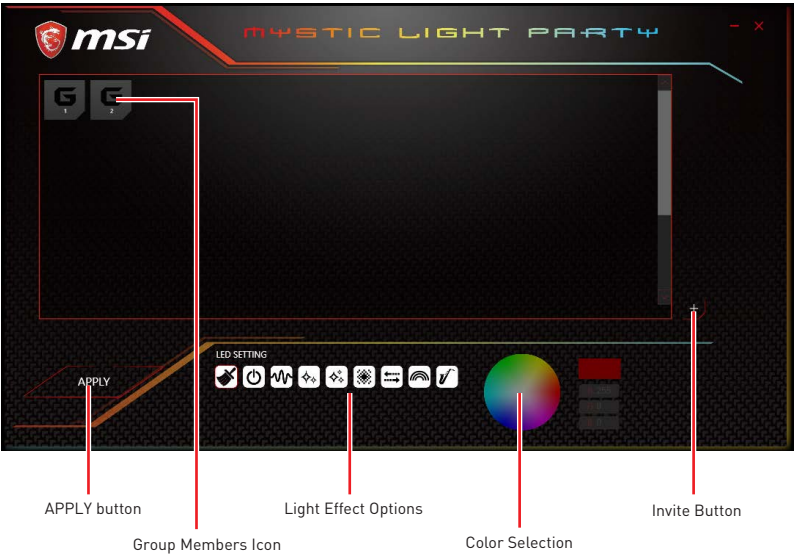 msi
MYSTIC LIGHT PARTY
G
1
G
2
LED SETTING
APPLY
APPLY button
Light Effect Options
Invite Button
Group Members Icon
Color Selection